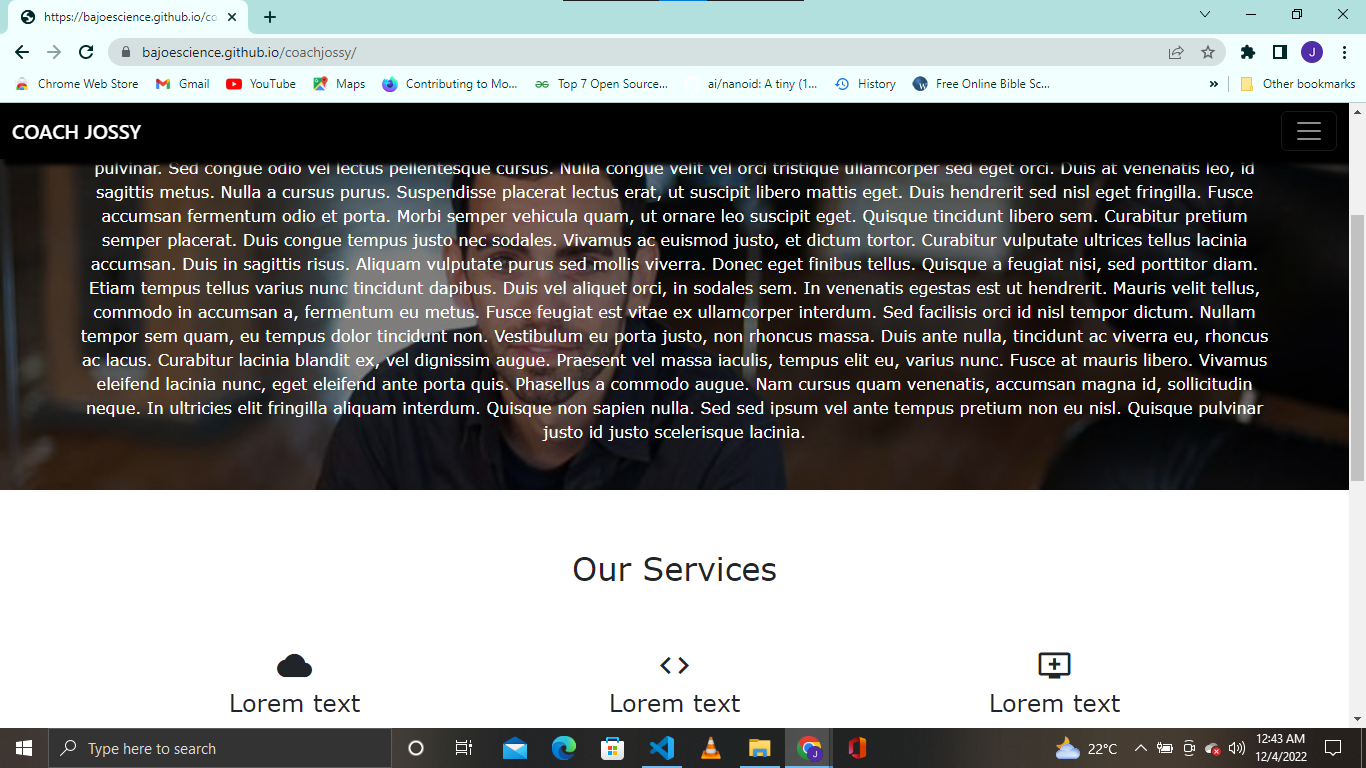 https://bajoescience.github.io/co
bajoescience.github.io/coachjossy/
J
Chrome Web Store
Gmail
YouTube
Maps
Contributing to Mo...
Top 7 Open Source...
ai/nanoid: A tiny (1...
History
Free Online Bible Sc...
»
Other bookmarks
COACH JOSSY
pulvinar. Sed congue odio vel lectus pellentesque cursus. Nulla congue velit vel orci tristique ullamcorper sed eget orci. Duis at venenatis leo, id
sagittis metus. Nulla a cursus purus. Suspendisse placerat lectus erat, ut suscipit libero mattis eget. Duis hendrerit sed nisl eget fringilla. Fusce
accumsan fermentum odio et porta. Morbi semper vehicula quam, ut ornare leo suscipit eget. Quisque tincidunt libero sem. Curabitur pretium
semper placerat. Duis congue tempus justo nec sodales. Vivamus ac euismod justo, et dictum tortor. Curabitur vulputate ultrices tellus lacinia
accumsan. Duis in sagittis risus. Aliquam vulputate purus sed mollis viverra. Donec eget finibus tellus. Quisque a feugiat nisi, sed porttitor diam.
Etiam tempus tellus varius nunc tincidunt dapibus. Duis vel aliquet orci, in sodales sem. In venenatis egestas est ut hendrerit. Mauris velit tellus,
commodo in accumsan a, fermentum eu metus. Fusce feugiat est vitae ex ullamcorper interdum. Sed facilisis orci id nisl tempor dictum. Nullam
tempor sem quam, eu tempus dolor tincidunt non. Vestibulum eu porta justo, non rhoncus massa. Duis ante nulla, tincidunt ac viverra eu, rhoncus
ac lacus. Curabitur lacinia blandit ex, vel dignissim augue. Praesent vel massa iaculis, tempus elit eu, varius nunc. Fusce at mauris libero. Vivamus
eleifend lacinia nunc, eget eleifend ante porta quis. Phasellus a commodo augue. Nam cursus quam venenatis, accumsan magna id, sollicitudin
neque. In ultricies elit fringilla aliquam interdum. Quisque non sapien nulla. Sed sed ipsum vel ante tempus pretium non eu nisl. Quisque pulvinar
justo id justo scelerisque lacinia.
Our Services
Lorem text
Lorem text
Lorem text
Type here to search
22°C
12:43 AM
12/4/2022